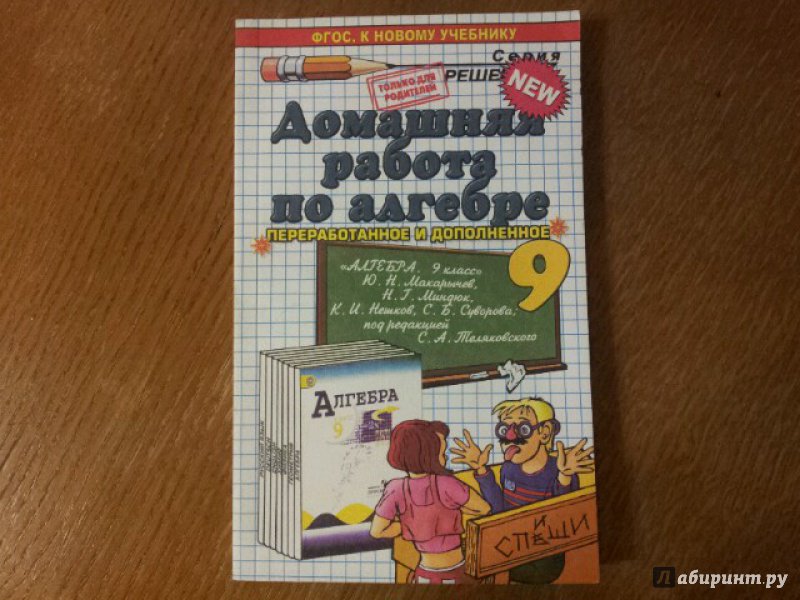 ФГОС. К НОВОМУ УЧЕБНИКУ
Серия
РЕШЕ
ТОЛЬКО ДЛЯ
РОДИТЕЛЕЙ
NEW
Домашняя
работа
по алгебре
ПЕРЕРАБОТАННОЕ И ДОПОЛНЕННОЕ
9
«АЛГЕБРА. 9 класс»
Ю. Н. Макарычев,
Н. Г. Миндюк,
К. И. Нешков, С. Б. Суворова;
под редакцией
С. А. Теляковского
АЛГЕБРА
9
И
СПЕШИ
Лабиринт.ру